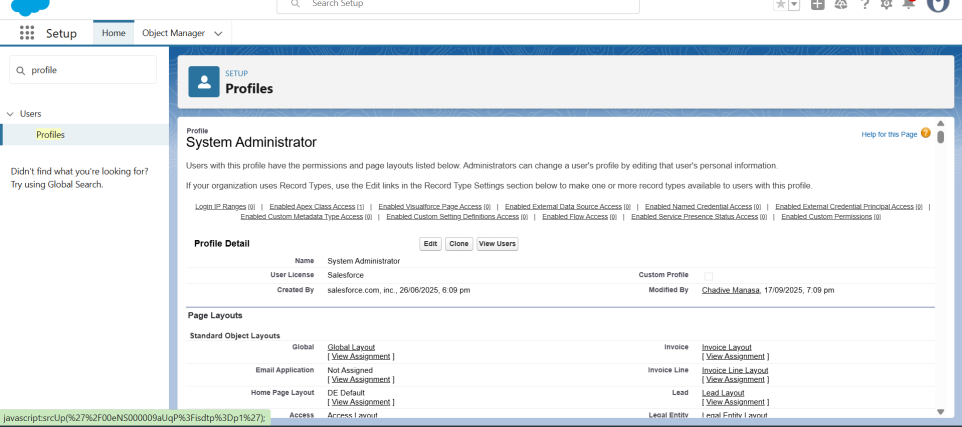 Search Setup
Setup Home Object Manager
profile
Users
Profiles
Didn't find what you're looking for?
Try using Global Search.
SETUP
Profiles
Profile
System Administrator
Help for this Page
Users with this profile have the permissions and page layouts listed below. Administrators can change a user's profile by editing that user's personal information.
If your organization uses Record Types, use the Edit links in the Record Type Settings section below to make one or more record types available to users with this profile.
Login IP Ranges [0] | Enabled Apex Class Access [1] | Enabled Visualforce Page Access [0] | Enabled External Data Source Access [0] | Enabled Named Credential Access [0] | Enabled External Credential Principal Access [0] |
Enabled Custom Metadata Type Access [0] | Enabled Custom Setting Definitions Access [0] | Enabled Flow Access [0] | Enabled Service Presence Status Access [0] | Enabled Custom Permissions [0]
Profile Detail Edit Clone View Users
Name System Administrator
User License Salesforce Custom Profile
Created By salesforce.com, inc., 26/06/2025, 6:09 pm Modified By Chadive Manasa, 17/09/2025, 7:09 pm
Page Layouts
Standard Object Layouts
Global Global Layout Invoice Invoice Layout
[ View Assignment ] [ View Assignment ]
Email Application Not Assigned Invoice Line Invoice Line Layout
[ View Assignment ] [ View Assignment ]
Home Page Layout DE Default Lead Lead Layout
[ View Assignment ] [ View Assignment ]
Access Access Layout Legal Entity Legal Entity Layout
javascript:srcUp(%27%2F00eNS000009aUqP%3Fisdtp%3Dp1%27);